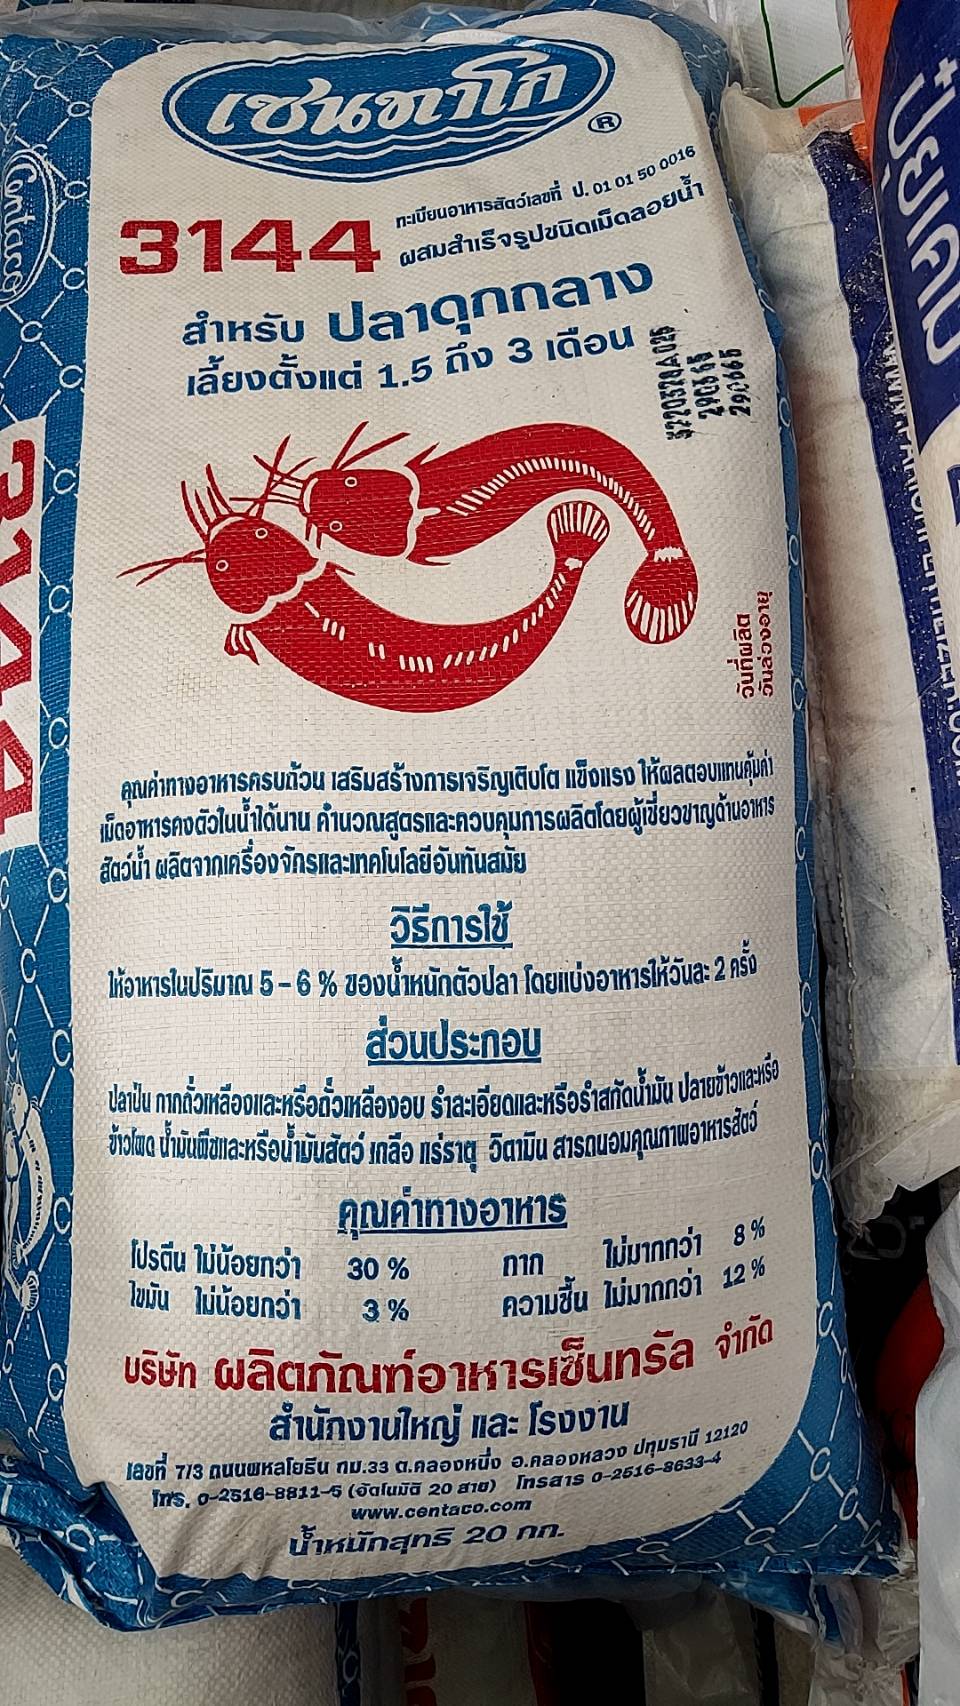 เซนทาโก ®
3144
ทะเบียนอาหารสัตว์เลขที่ ป. 01 01 50 0016
ผสมสำเร็จรูปชนิดเม็ดลอยน้ำ
สำหรับ ปลาดุกกลาง
เลี้ยงตั้งแต่ 1.5 ถึง 3 เดือน
290365
290665
วันที่ผลิต
วันล่วงอายุ
คุณค่าทางอาหารครบถ้วน เสริมสร้างการเจริญเติบโต แข็งแรง ให้ผลตอบแทนคุ้มค่า
เม็ดอาหารคงตัวในน้ำได้นาน คำนวณสูตรและควบคุมการผลิตโดยผู้เชี่ยวชาญด้านอาหาร
สัตว์น้ำ ผลิตจากเครื่องจักรและเทคโนโลยีอันทันสมัย
วิธีการใช้
ให้อาหารในปริมาณ 5 – 6 % ของน้ำหนักตัวปลา โดยแบ่งอาหารให้วันละ 2 ครั้ง
ส่วนประกอบ
ปลาป่น กากถั่วเหลืองและหรือถั่วเหลืองอบ รำละเอียดและหรือรำสกัดน้ำมัน ปลายข้าวและหรือ
ข้าวโพด น้ำมันพืชและหรือน้ำมันสัตว์ เกลือ แร่ธาตุ วิตามิน สารถนอมคุณภาพอาหารสัตว์
คุณค่าทางอาหาร
โปรตีน ไม่น้อยกว่า 30 % กาก ไม่มากกว่า 8 %
ไขมัน ไม่น้อยกว่า 3 % ความชื้น ไม่มากกว่า 12 %
บริษัท ผลิตภัณฑ์อาหารเซ็นทรัล จำกัด
สำนักงานใหญ่ และ โรงงาน
เลขที่ 7/3 ถนนพหลโยธิน กม.33 ต.คลองหนึ่ง อ.คลองหลวง ปทุมธานี 12120
โทร. 0-2516-8811-5 (อัตโนมัติ 20 สาย) โทรสาร 0-2516-8633-4
www.centaco.com
น้ำหนักสุทธิ 20 กก.
Centaco
3144
ปุ๋ยเคมี